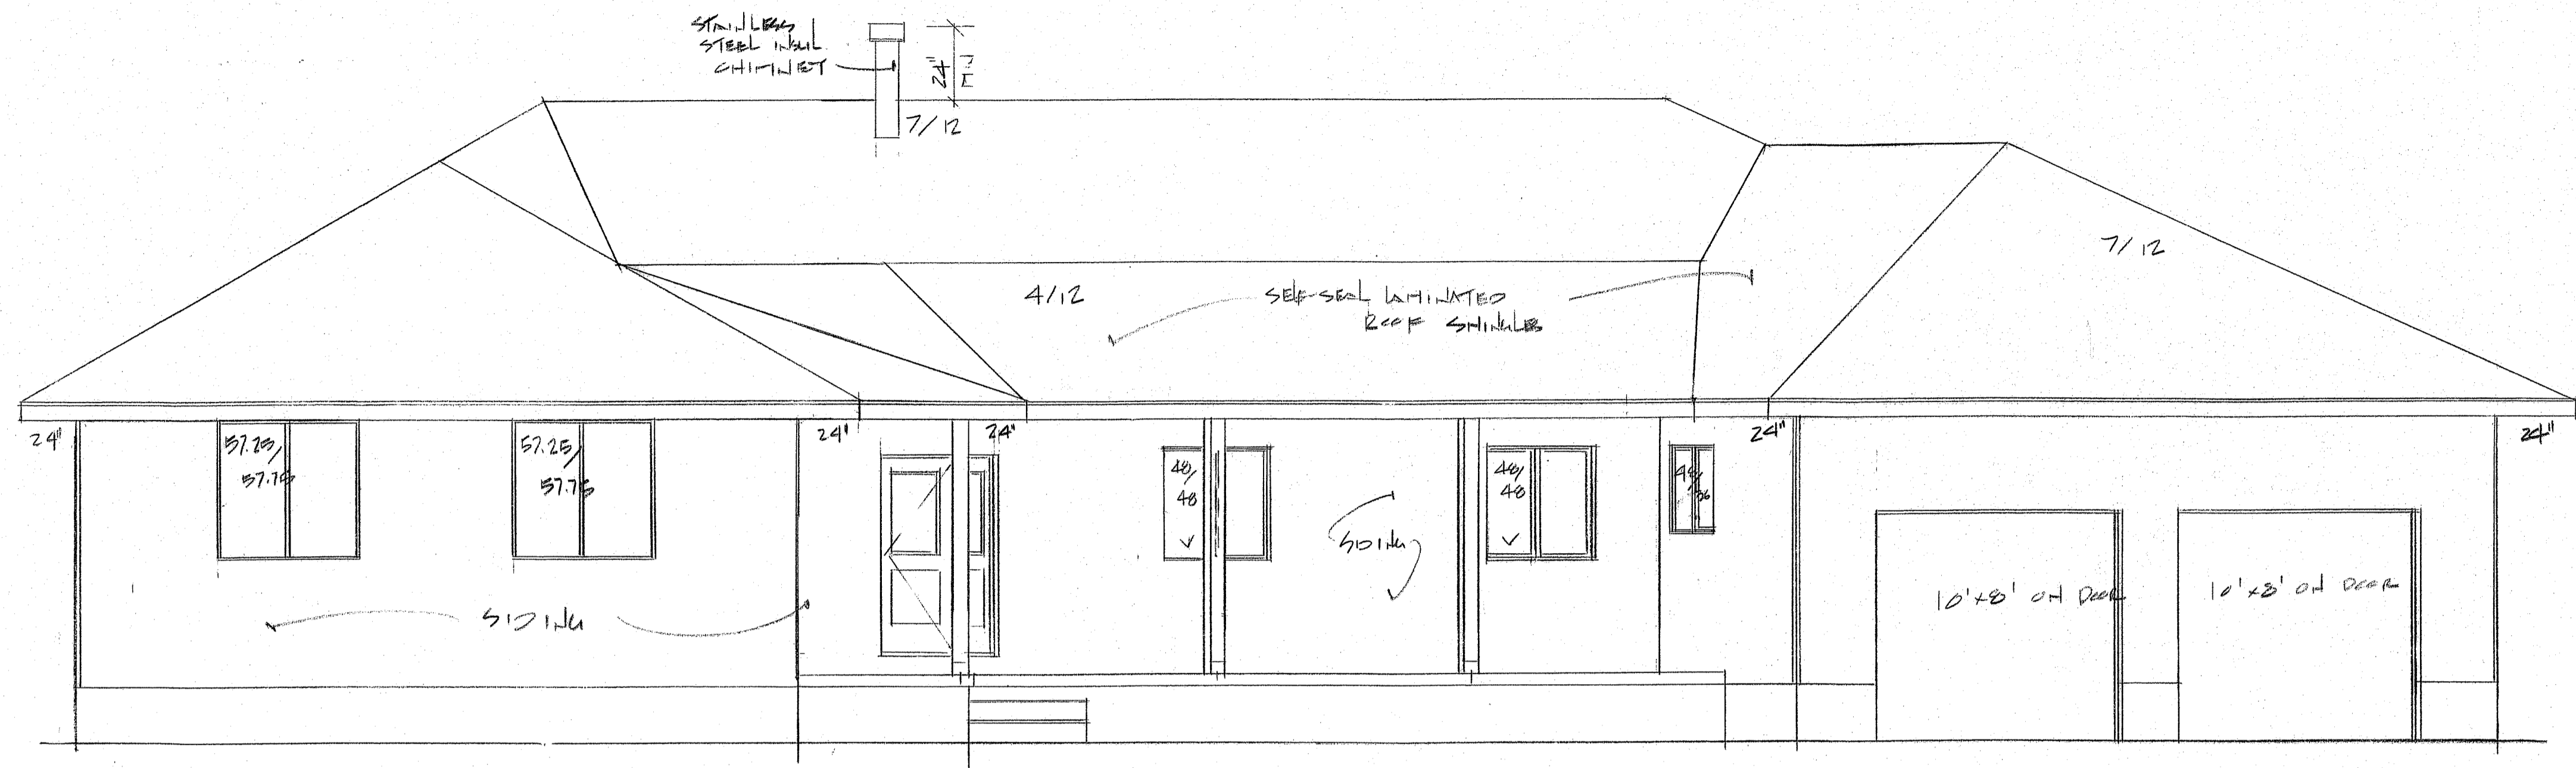 STAINLESS
STEEL INSUL
CHIMNEY
24"
7/12
7/12
4/12
SELF-SEAL LAMINATED
ROOF SHINGLES
24"
57.25/
57.75
57.25/
57.75
24"
24"
48/
48
48/
48
48/
36
24"
24"
SIDING
SIDING
10'x8' OH DOOR
10'x8' OH DOOR